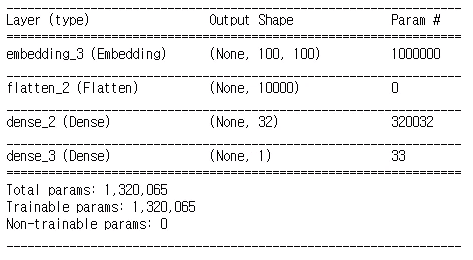 _________________________________________________________________
Layer (type)                 Output Shape              Param #
=================================================================
embedding_3 (Embedding)      (None, 100, 100)          1000000
_________________________________________________________________
flatten_2 (Flatten)          (None, 10000)             0
_________________________________________________________________
dense_2 (Dense)              (None, 32)                320032
_________________________________________________________________
dense_3 (Dense)              (None, 1)                 33
=================================================================
Total params: 1,320,065
Trainable params: 1,320,065
Non-trainable params: 0
_________________________________________________________________